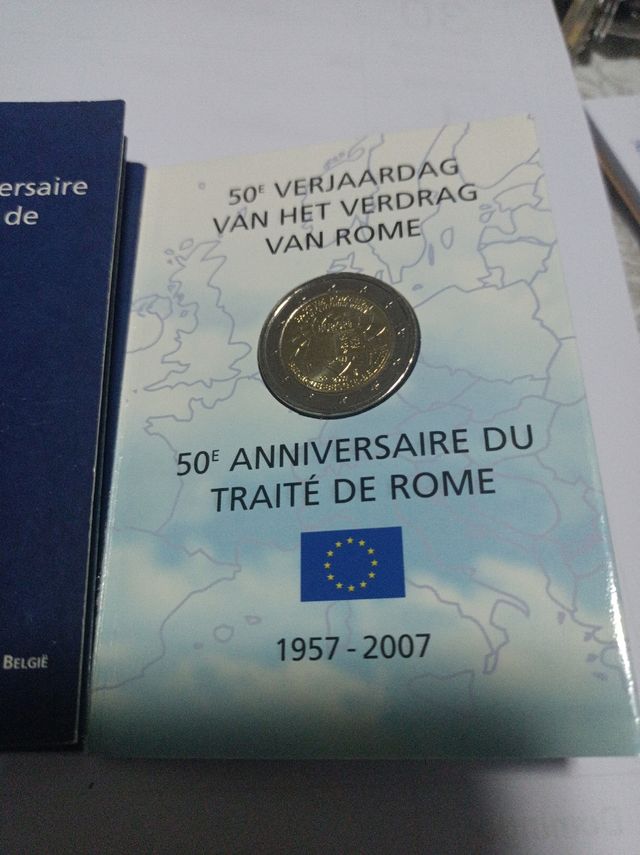 ersaire
de
BELGIË
50E VERJAARDAG
VAN HET VERDRAG
VAN ROME
50E ANNIVERSAIRE DU
TRAITÉ DE ROME
1957 - 2007